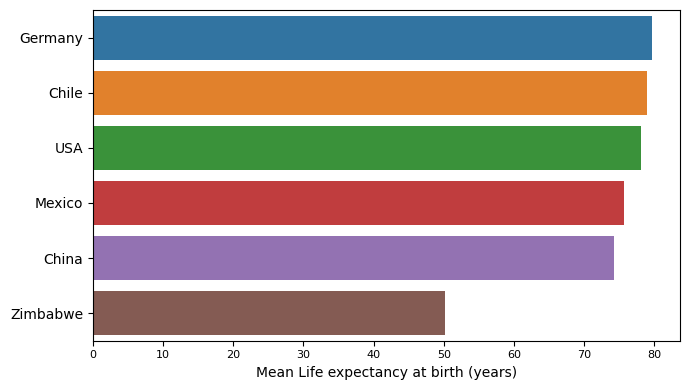 Germany
Chile
USA
Mexico
China
Zimbabwe
0 10 20 30 40 50 60 70 80
Mean Life expectancy at birth (years)